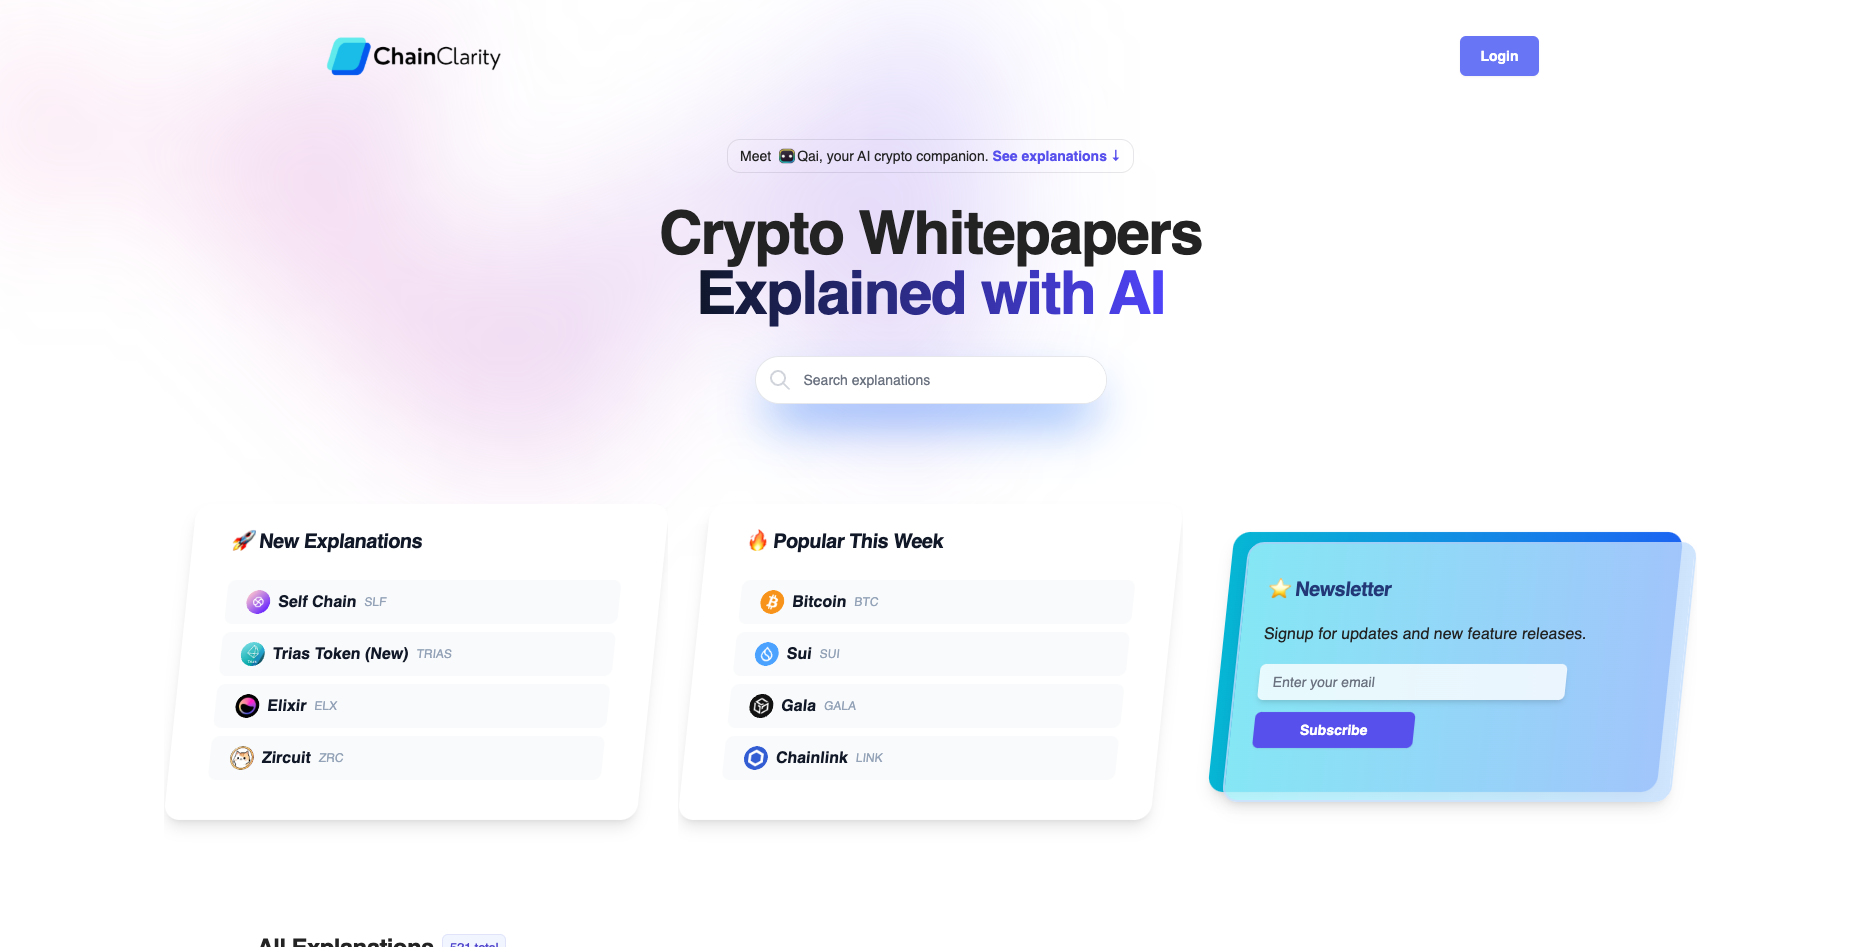 ChainClarity
Login
Meet Qai, your AI crypto companion. See explanations ↓
Crypto Whitepapers
Explained with AI
Search explanations
🚀 New Explanations
Self Chain SLF
Trias Token (New) TRIAS
Elixir ELX
Zircuit ZRC
🔥 Popular This Week
Bitcoin BTC
Sui SUI
Gala GALA
Chainlink LINK
⭐ Newsletter
Signup for updates and new feature releases.
Enter your email
Subscribe
All Explanations 521 total